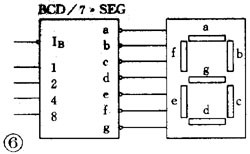 BCD/7-SEG
I_B a a
b f b
1 c
2 d g
4 e e c
8 f d
g
⑥